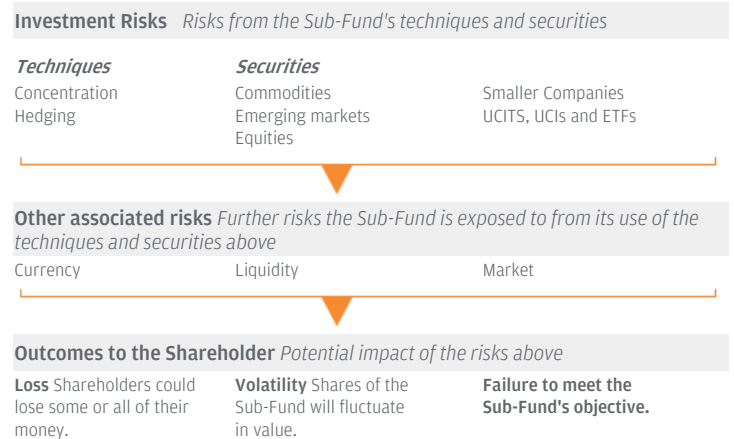 Investment Risks Risks from the Sub-Fund's techniques and securities
Techniques
Concentration
Hedging
Securities
Commodities
Emerging markets
Equities
Smaller Companies
UCITS, UCIs and ETFs
Other associated risks Further risks the Sub-Fund is exposed to from its use of the
techniques and securities above
Currency
Liquidity
Market
Outcomes to the Shareholder Potential impact of the risks above
Loss Shareholders could
lose some or all of their
money.
Volatility Shares of the
Sub-Fund will fluctuate
in value.
Failure to meet the
Sub-Fund's objective.